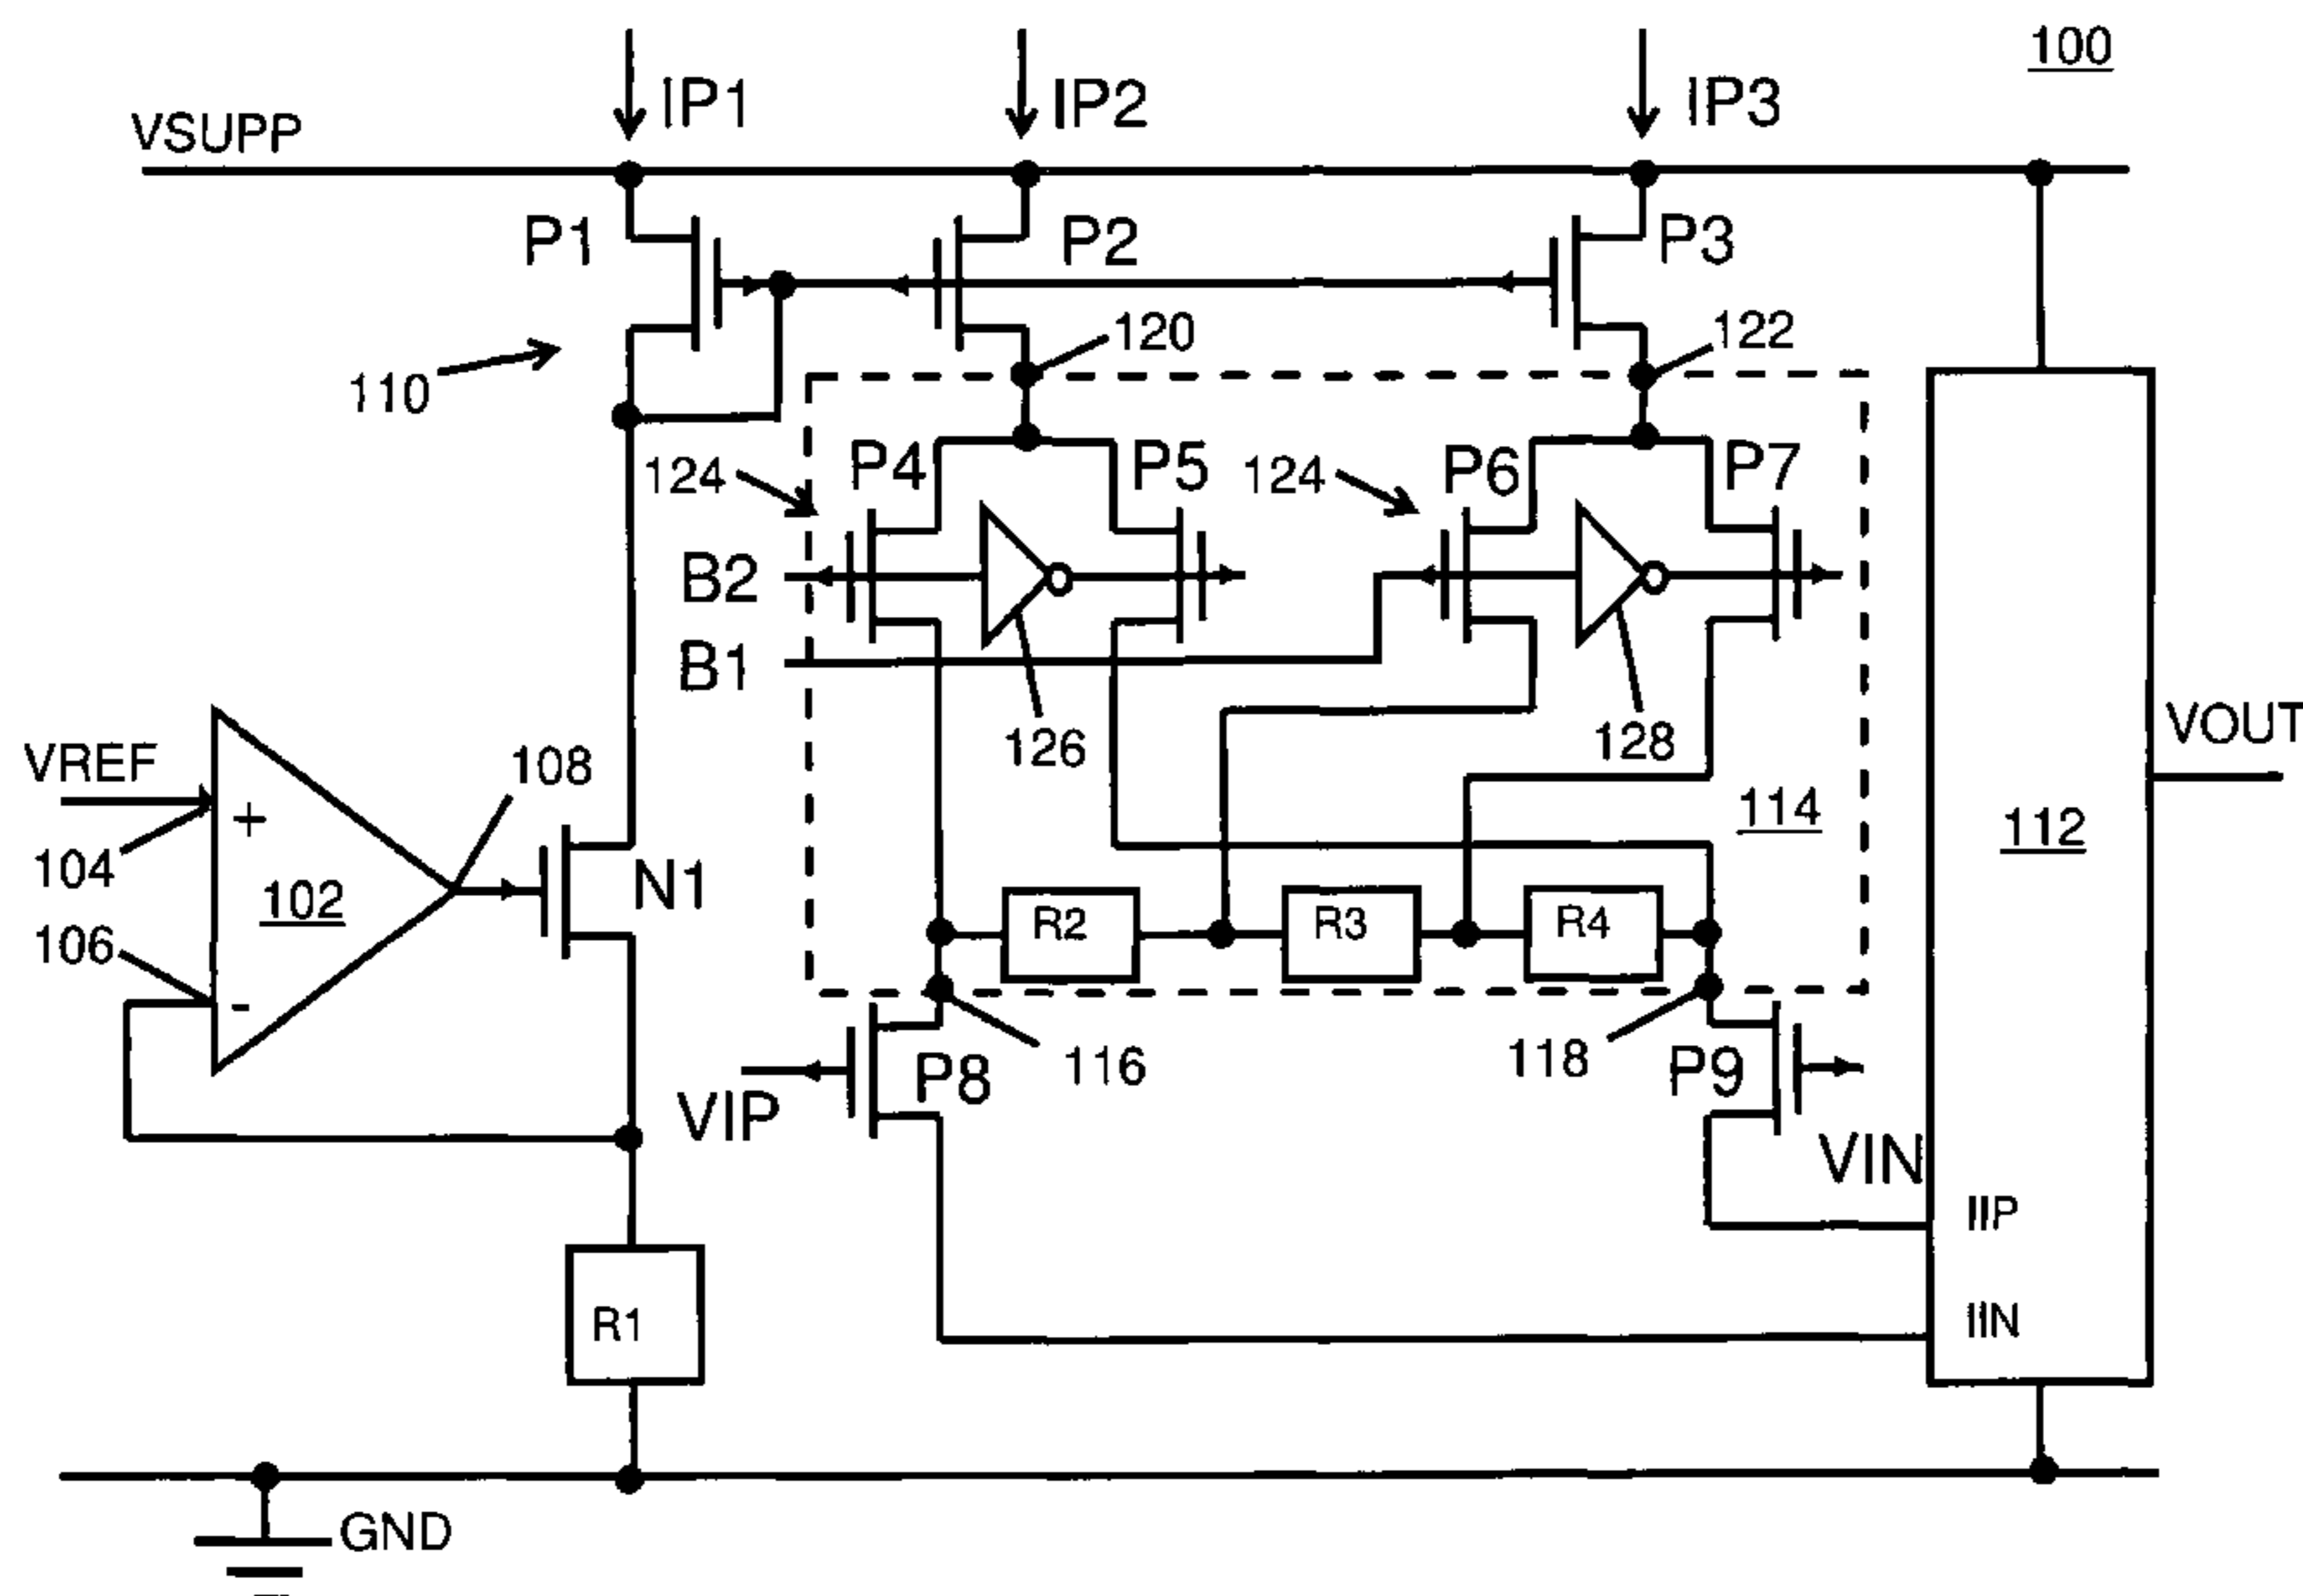 100
IP1
IP2
IP3
VSUPP
P1
P2
P3
120
122
110
124
P4
P5
124
P6
P7
B2
B1
126
128
VREF
108
VOUT
104
+
102
N1
114
112
106
-
R2
R3
R4
116
118
P8
P9
VIP
VIN
IIP
IIN
R1
GND